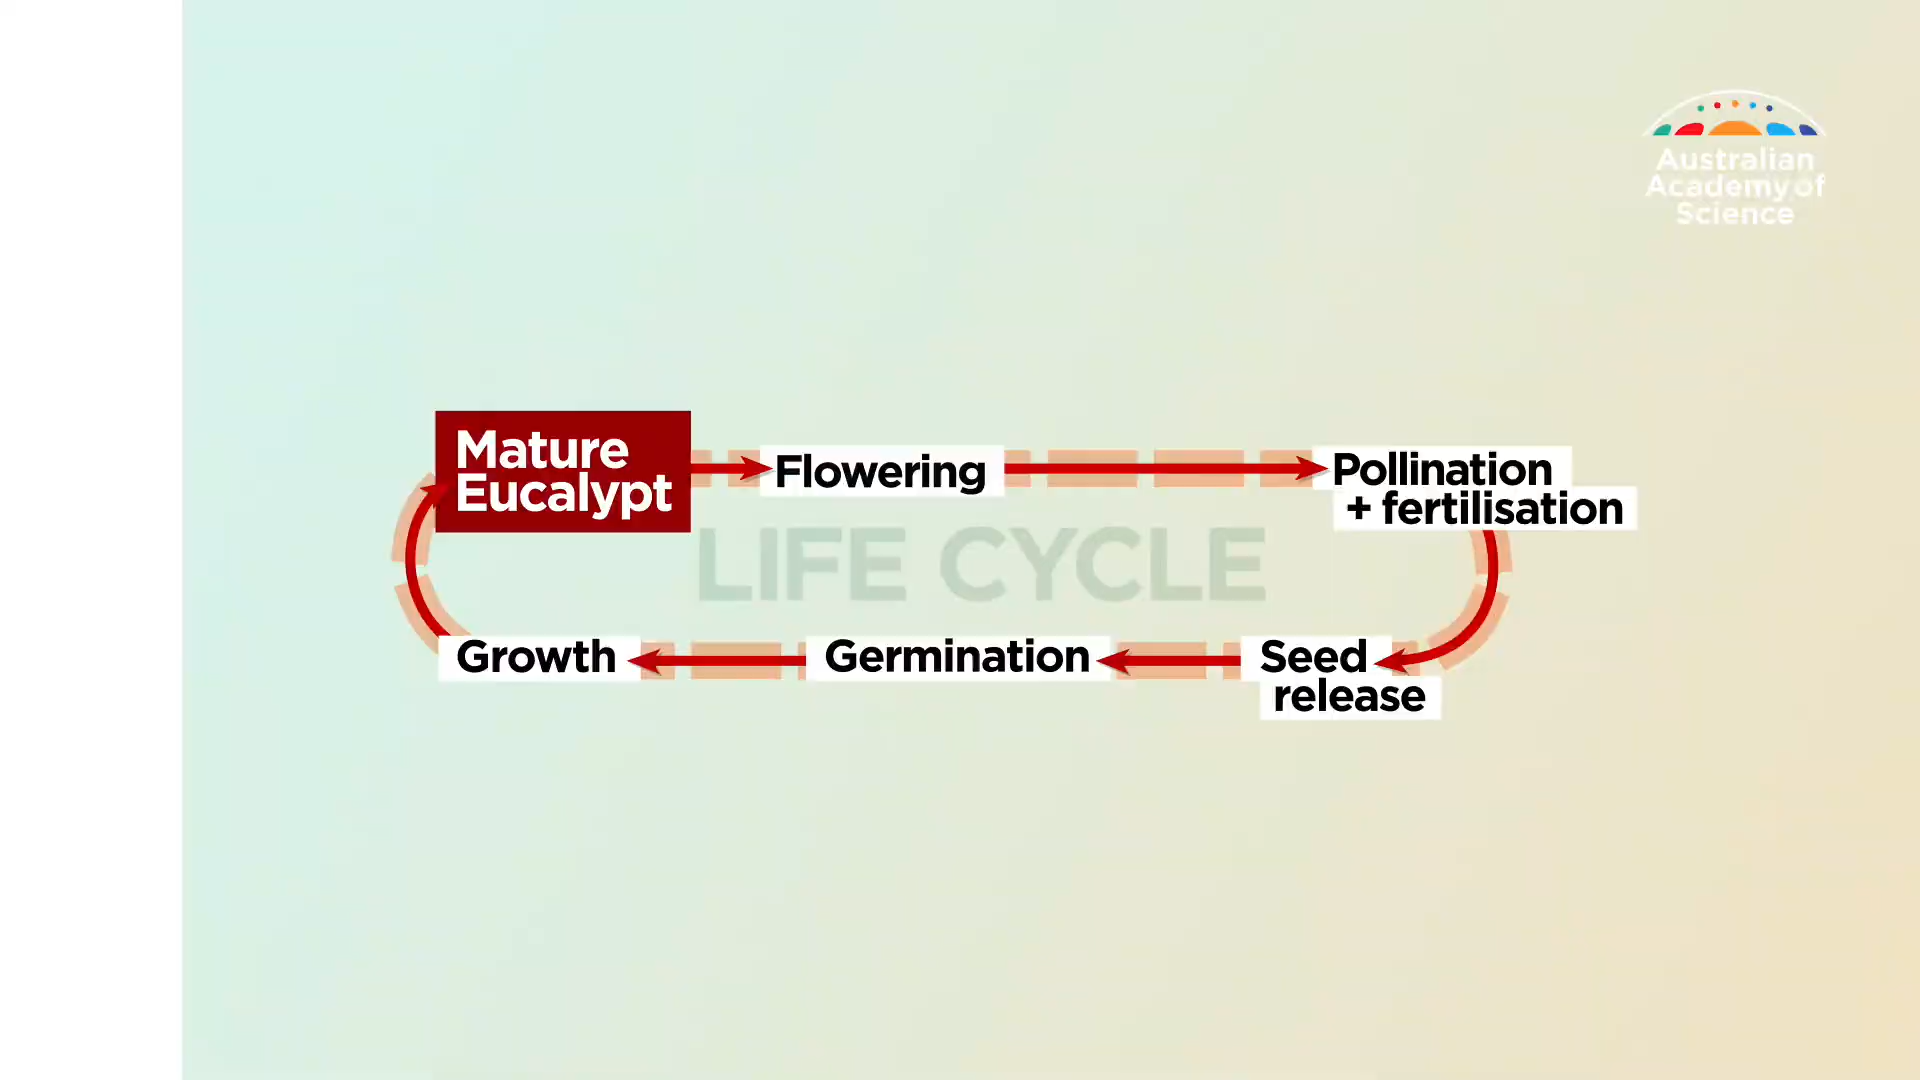 Australian
Academy of
Science
Mature
Eucalypt
Flowering
Pollination
+ fertilisation
LIFE CYCLE
Growth
Germination
Seed
release